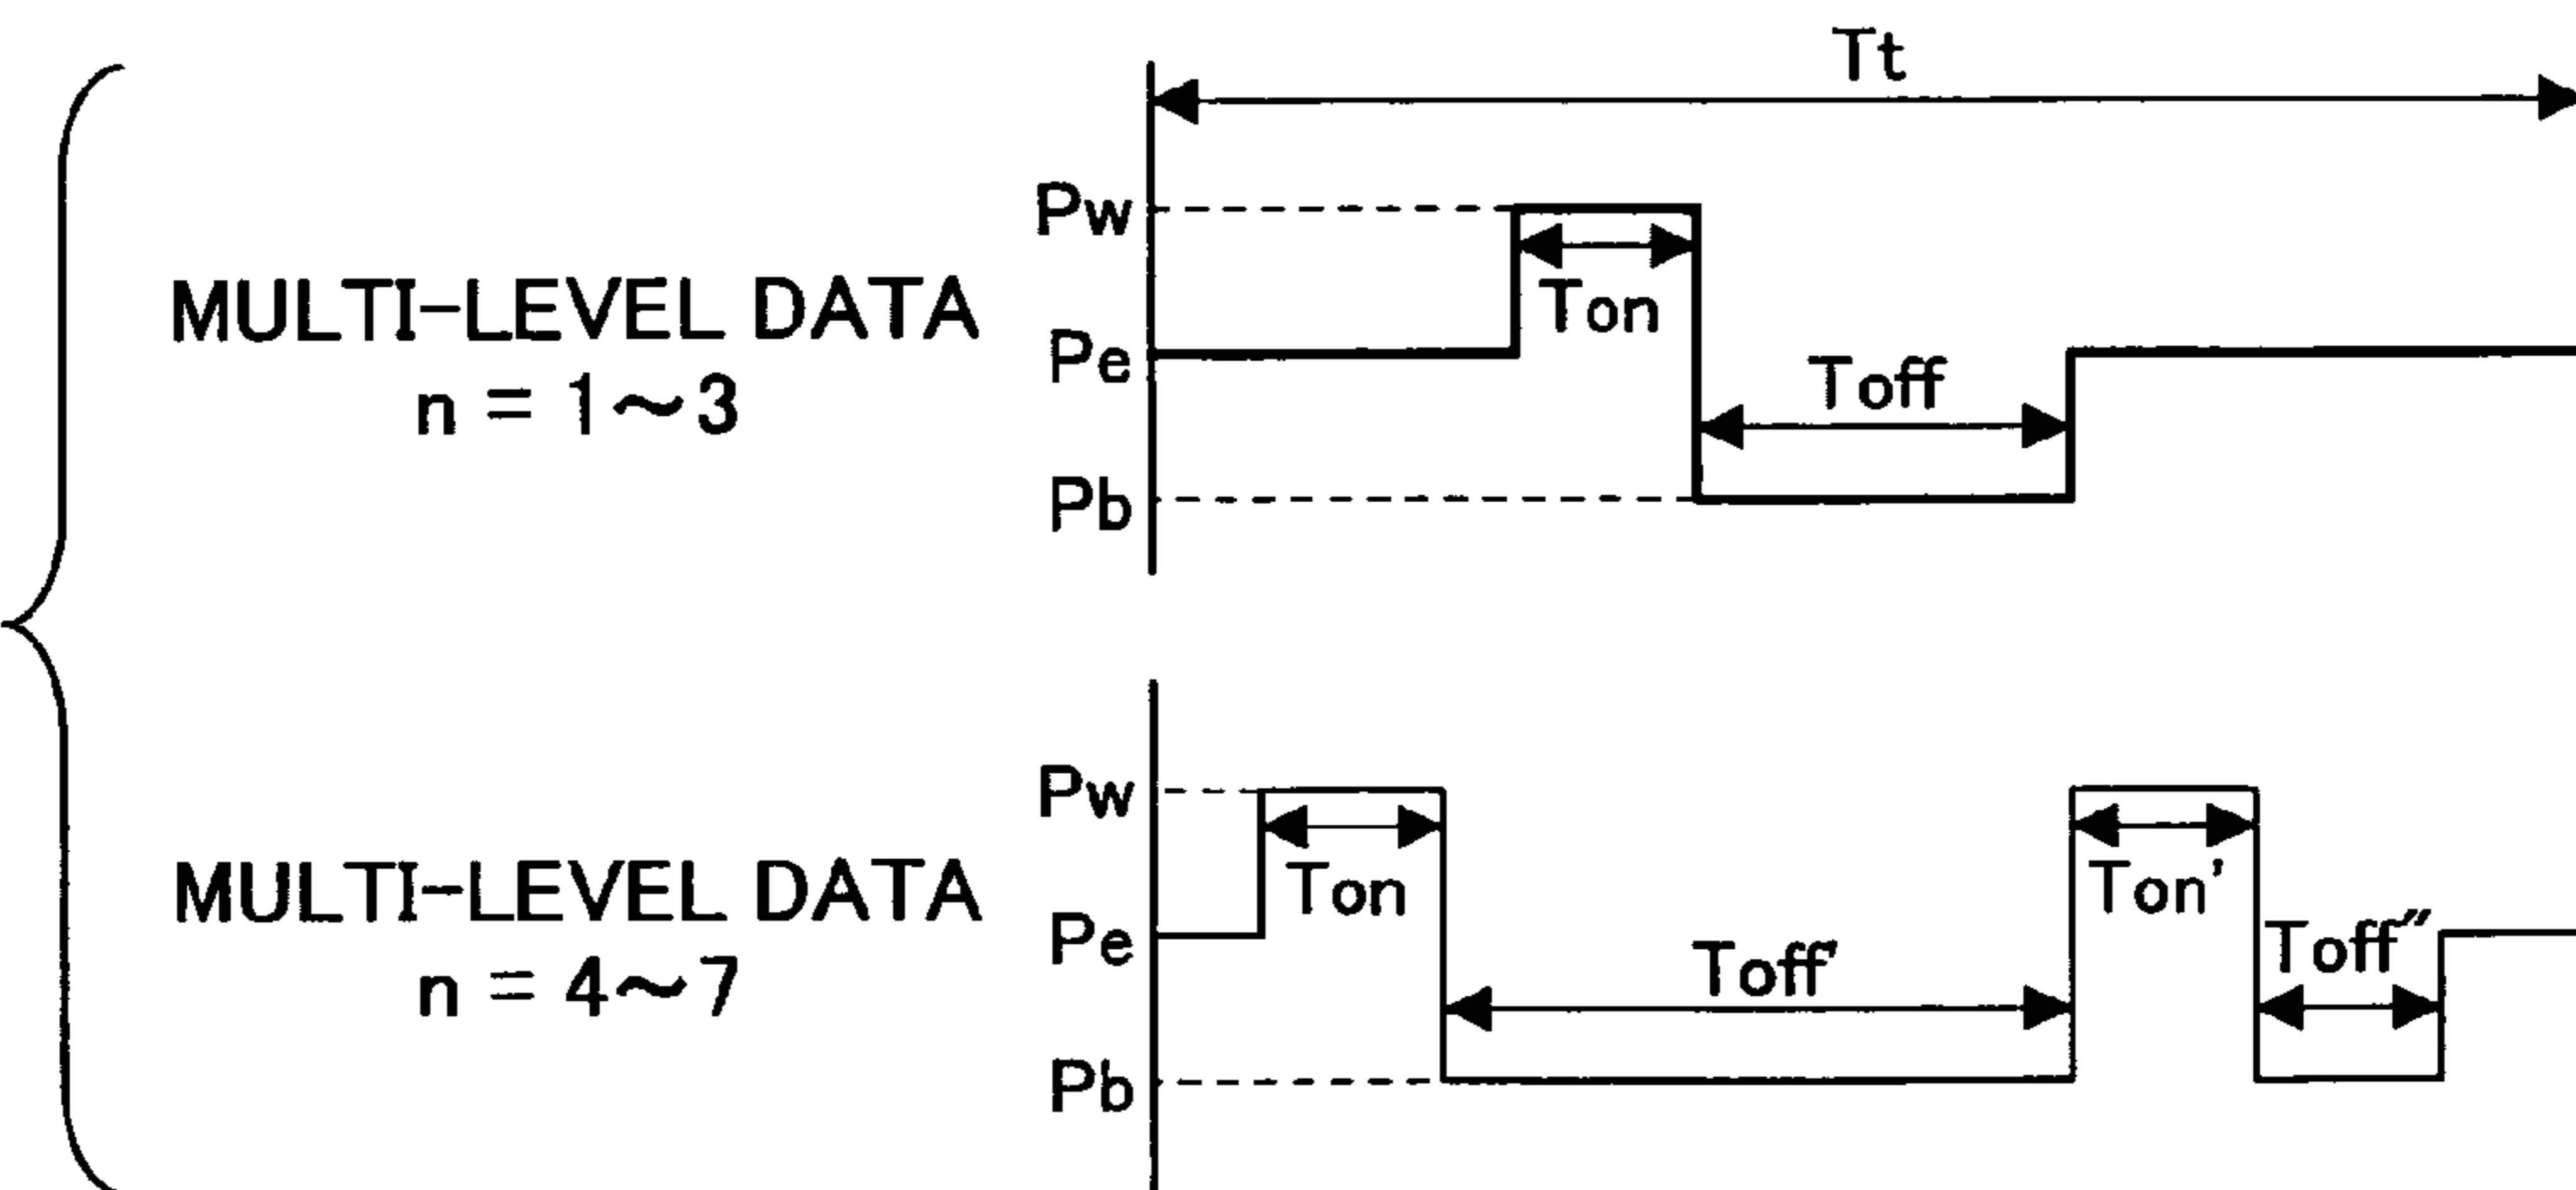 Tt
Pw
Ton
MULTI-LEVEL DATA
n = 1～3
Pe
Toff
Pb
Pw
Ton
Ton'
MULTI-LEVEL DATA
n = 4～7
Pe
Toff'
Toff"
Pb